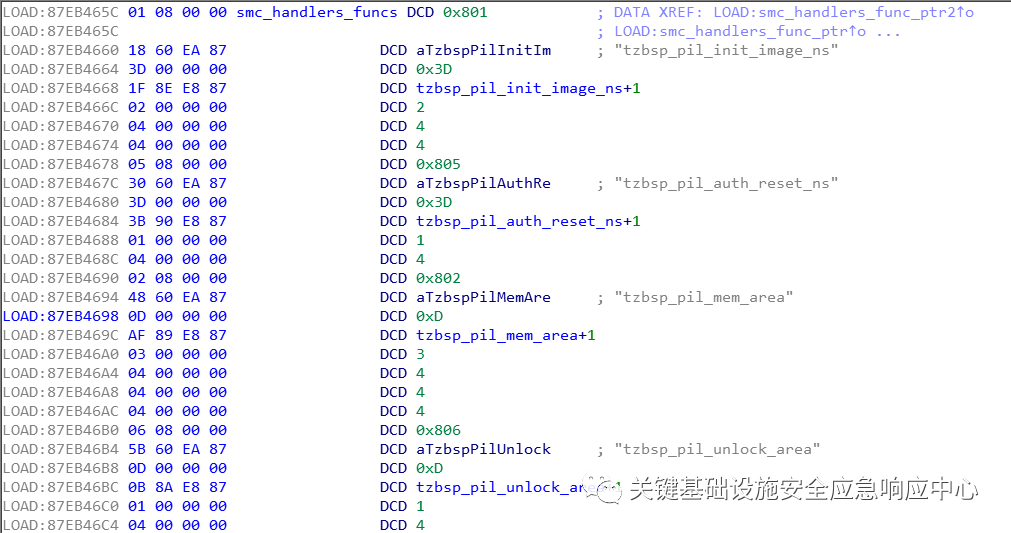 LOAD:87EB465C 01 08 00 00 smc_handlers_funcs DCD 0x801 ; DATA XREF: LOAD:smc_handlers_func_ptr2↑o
LOAD:87EB465C ; LOAD:smc_handlers_func_ptr↑o ...
LOAD:87EB4660 18 60 EA 87 DCD aTzbspPilInitIm ; "tzbsp_pil_init_image_ns"
LOAD:87EB4664 3D 00 00 00 DCD 0x3D
LOAD:87EB4668 1F 8E E8 87 DCD tzbsp_pil_init_image_ns+1
LOAD:87EB466C 02 00 00 00 DCD 2
LOAD:87EB4670 04 00 00 00 DCD 4
LOAD:87EB4674 04 00 00 00 DCD 4
LOAD:87EB4678 05 08 00 00 DCD 0x805
LOAD:87EB467C 30 60 EA 87 DCD aTzbspPilAuthRe ; "tzbsp_pil_auth_reset_ns"
LOAD:87EB4680 3D 00 00 00 DCD 0x3D
LOAD:87EB4684 3B 90 E8 87 DCD tzbsp_pil_auth_reset_ns+1
LOAD:87EB4688 01 00 00 00 DCD 1
LOAD:87EB468C 04 00 00 00 DCD 4
LOAD:87EB4690 02 08 00 00 DCD 0x802
LOAD:87EB4694 48 60 EA 87 DCD aTzbspPilMemAre ; "tzbsp_pil_mem_area"
LOAD:87EB4698 0D 00 00 00 DCD 0xD
LOAD:87EB469C AF 89 E8 87 DCD tzbsp_pil_mem_area+1
LOAD:87EB46A0 03 00 00 00 DCD 3
LOAD:87EB46A4 04 00 00 00 DCD 4
LOAD:87EB46A8 04 00 00 00 DCD 4
LOAD:87EB46AC 04 00 00 00 DCD 4
LOAD:87EB46B0 06 08 00 00 DCD 0x806
LOAD:87EB46B4 5B 60 EA 87 DCD aTzbspPilUnlock ; "tzbsp_pil_unlock_area"
LOAD:87EB46B8 0D 00 00 00 DCD 0xD
LOAD:87EB46BC 0B 8A E8 87 DCD
关键基础设施安全应急响应中心
LOAD:87EB46C0 01 00 00 00 DCD 1
LOAD:87EB46C4 04 00 00 00 DCD 4